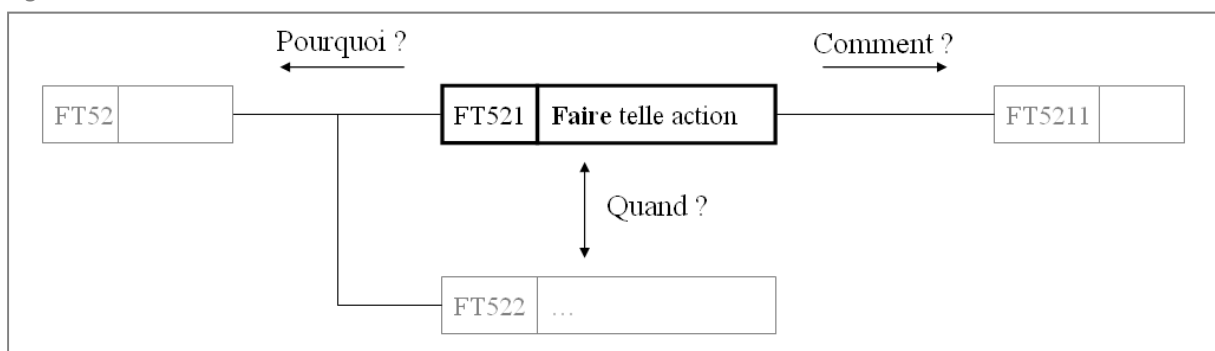 Pourquoi ?
Comment ?
FT52
FT521
Faire telle action
FT5211
Quand ?
FT522
...